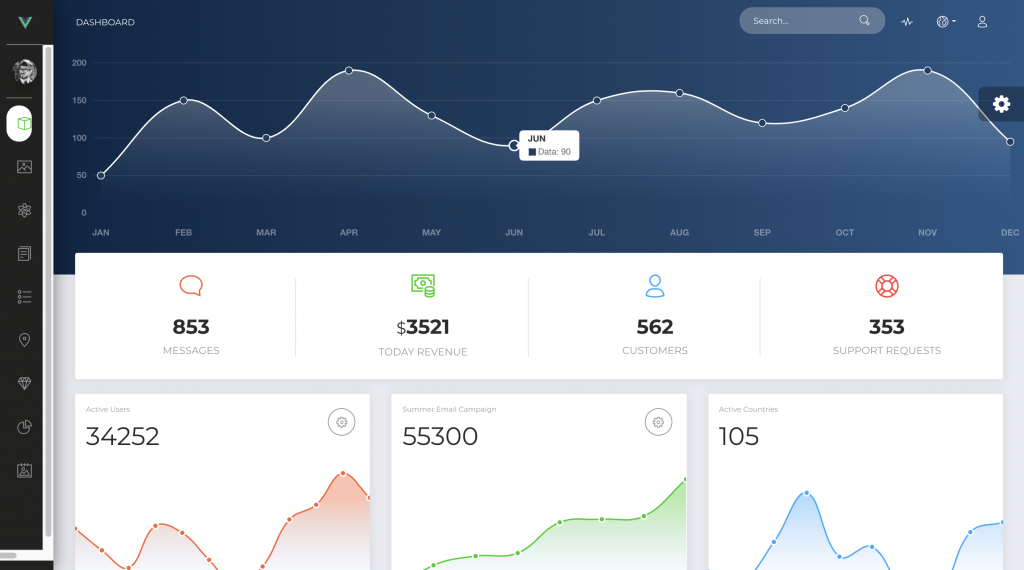 DASHBOARD
Search...
200
150
100
50
0
JUN
Data: 90
JAN FEB MAR APR MAY JUN JUL AUG SEP OCT NOV DEC
853
MESSAGES
$3521
TODAY REVENUE
562
CUSTOMERS
353
SUPPORT REQUESTS
Active Users
34252
Summer Email Campaign
55300
Active Countries
105